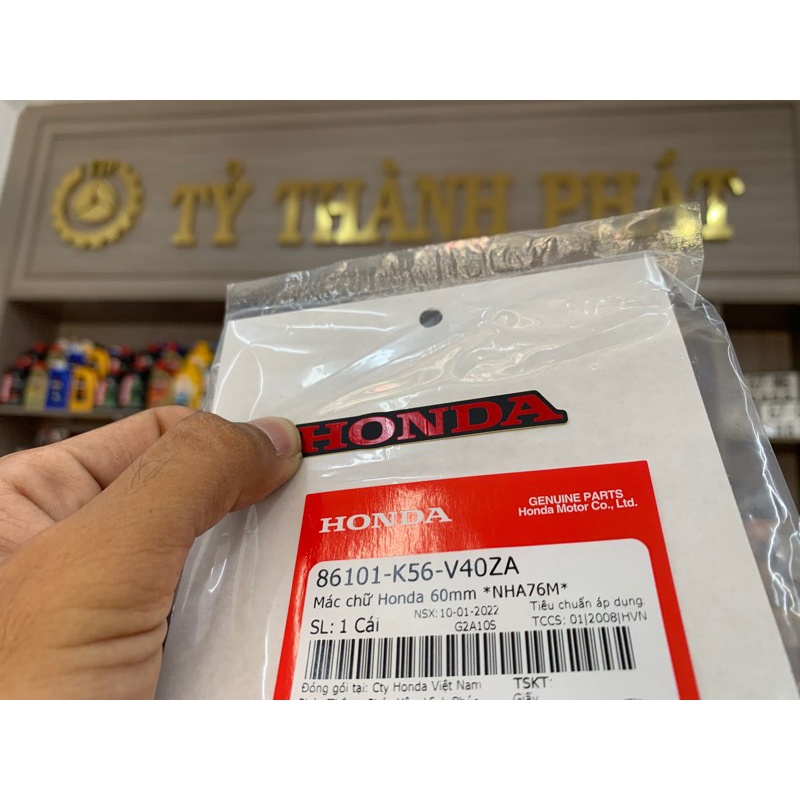 TỶ THÀNH PHÁT
HONDA
HONDA
GENUINE PARTS
Honda Motor Co., Ltd.
86101-K56-V40ZA
Mác chữ Honda 60mm *NHA76M*
NSX: 10-01-2022
Tiêu chuẩn áp dụng:
SL: 1 Cái
G2A10S
TCCS: 01|2008|HVN
Đóng gói tại: Cty Honda Việt Nam
TSKT:
Giấy